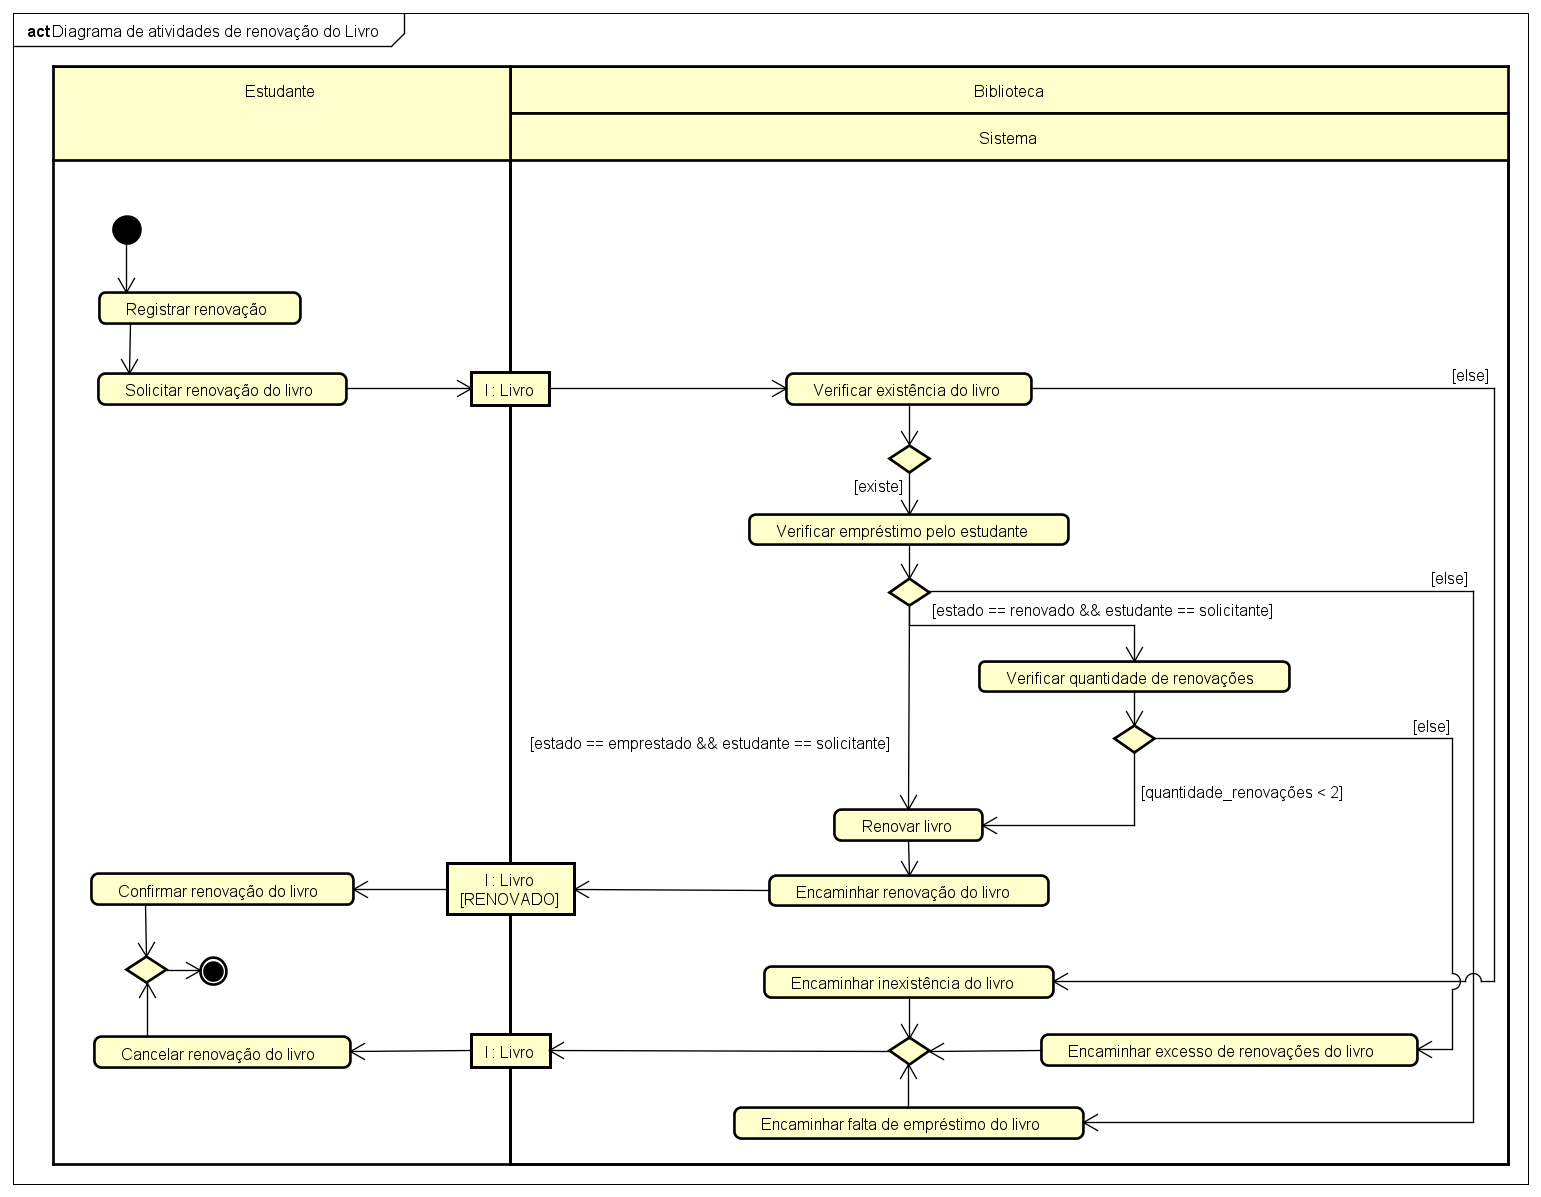 act Diagrama de atividades de renovação do Livro
Estudante
Biblioteca
Sistema
Registrar renovação
Solicitar renovação do livro
l : Livro
Verificar existência do livro
[else]
[existe]
Verificar empréstimo pelo estudante
[else]
[estado == renovado && estudante == solicitante]
Verificar quantidade de renovações
[else]
[estado == emprestado && estudante == solicitante]
[quantidade_renovações < 2]
Renovar livro
Confirmar renovação do livro
l : Livro
[RENOVADO]
Encaminhar renovação do livro
Encaminhar inexistência do livro
Cancelar renovação do livro
l : Livro
Encaminhar excesso de renovações do livro
Encaminhar falta de empréstimo do livro